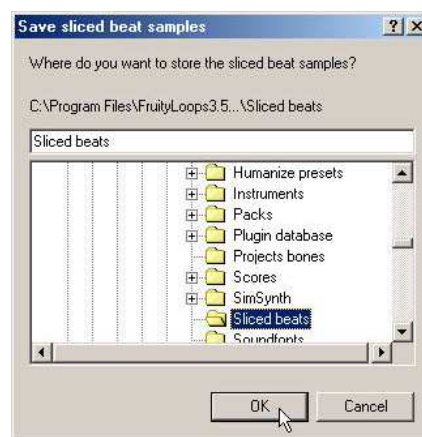 Save sliced beat samples
Where do you want to store the sliced beat samples?
C:\Program Files\FruityLoops3.5...\Sliced beats
Sliced beats
Humanize presets
Instruments
Packs
Plugin database
Projects bones
Scores
SimSynth
Sliced beats
Soundfonts
OK
Cancel